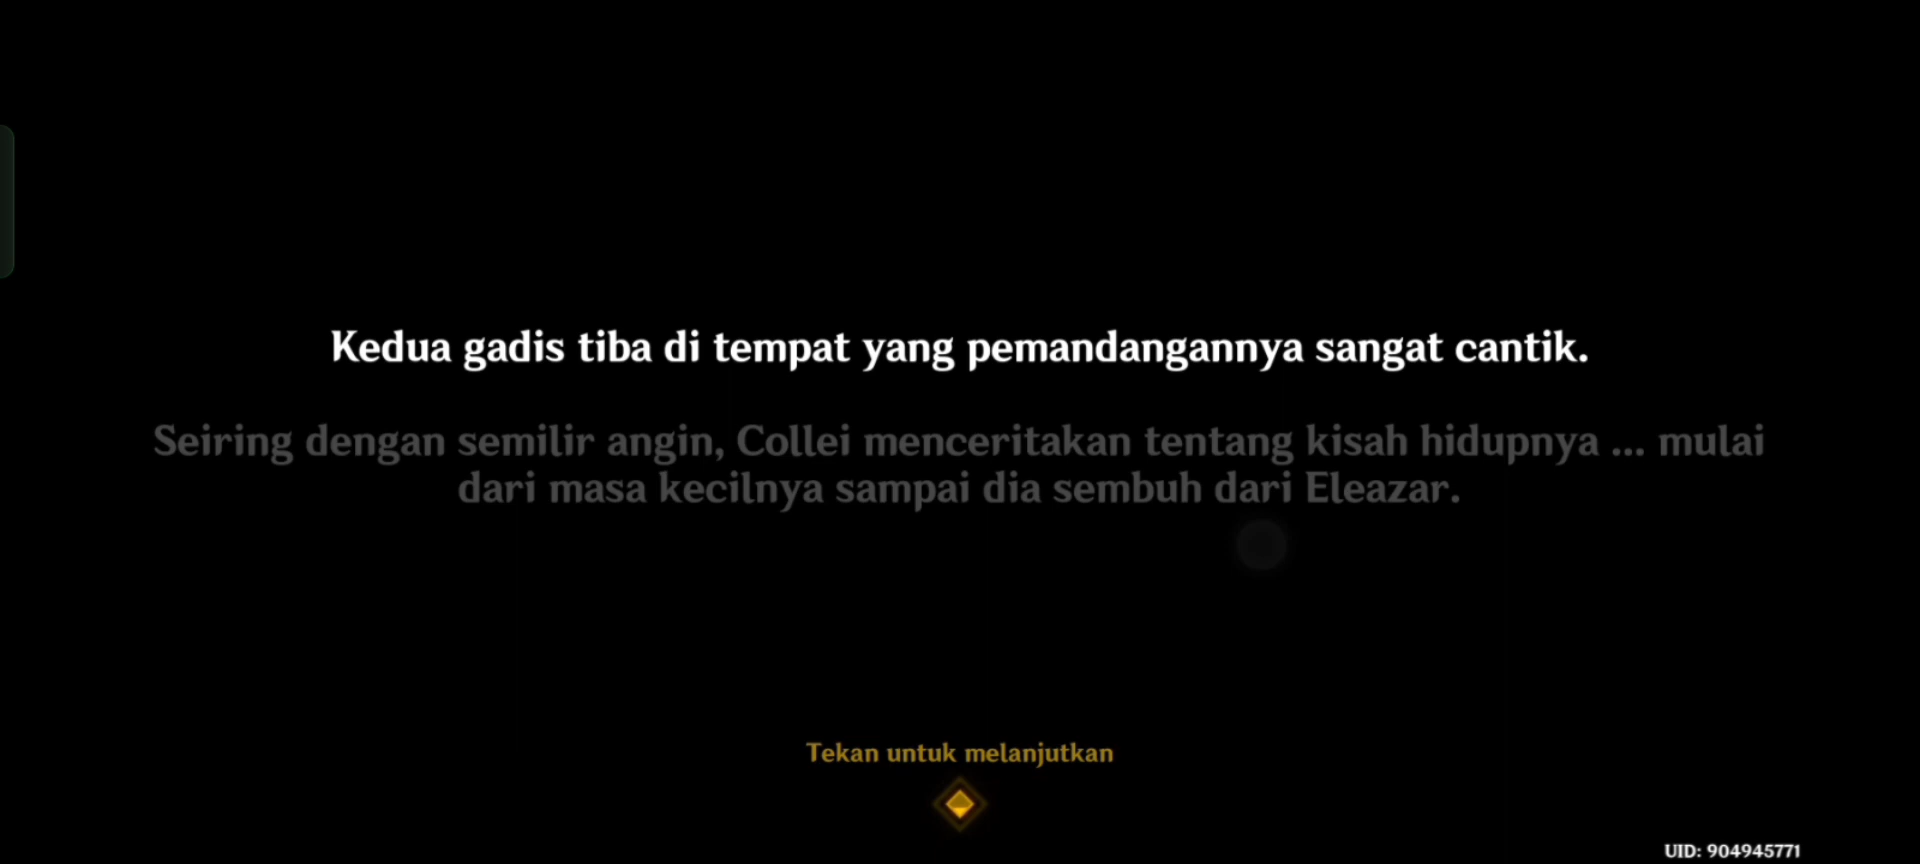 Kedua gadis tiba di tempat yang pemandangannya sangat cantik.
Seiring dengan semilir angin, Collei menceritakan tentang kisah hidupnya ... mulai
dari masa kecilnya sampai dia sembuh dari Eleazar.
Tekan untuk melanjutkan
UID: 904945771